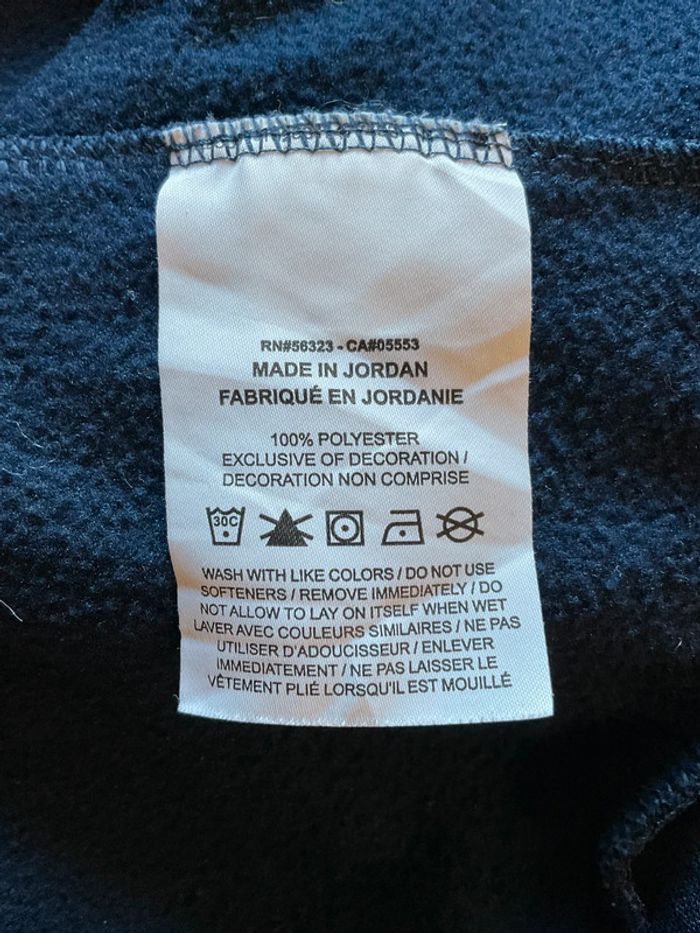 RN#56323 - CA#05553
MADE IN JORDAN
FABRIQUÉ EN JORDANIE
100% POLYESTER
EXCLUSIVE OF DECORATION /
DECORATION NON COMPRISE
30C
WASH WITH LIKE COLORS / DO NOT USE
SOFTENERS / REMOVE IMMEDIATELY / DO
NOT ALLOW TO LAY ON ITSELF WHEN WET
LAVER AVEC COULEURS SIMILAIRES / NE PAS
UTILISER D'ADOUCISSEUR / ENLEVER
IMMEDIATEMENT / NE PAS LAISSER LE
VÊTEMENT PLIÉ LORSQU'IL EST MOUILLÉ